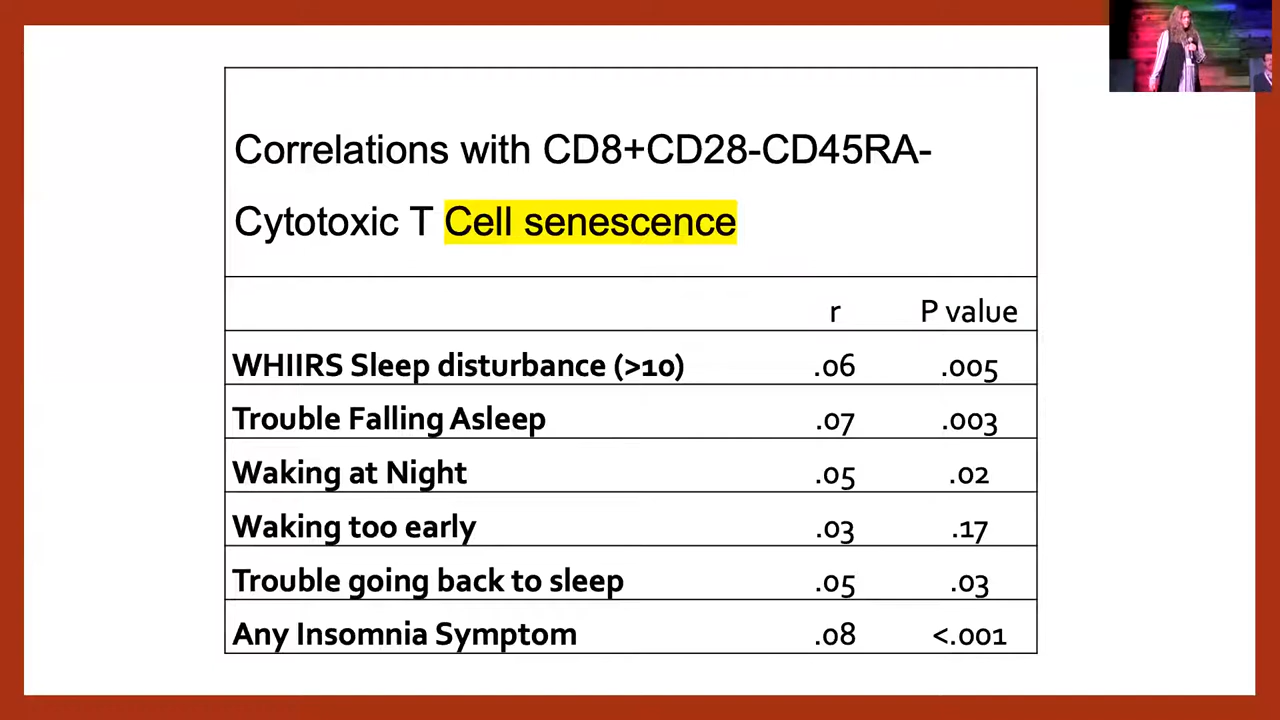 Correlations with CD8+CD28-CD45RA-
Cytotoxic T Cell senescence
r P value
WHIIRS Sleep disturbance (>10) .06 .005
Trouble Falling Asleep .07 .003
Waking at Night .05 .02
Waking too early .03 .17
Trouble going back to sleep .05 .03
Any Insomnia Symptom .08 <.001